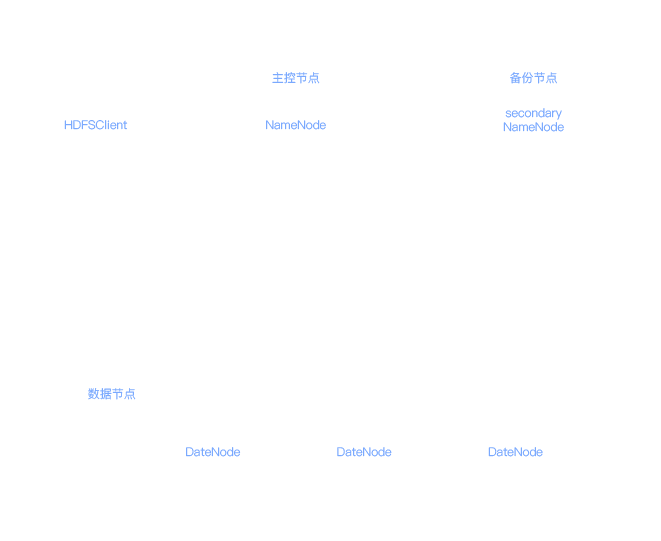 主控节点
备份节点
HDFSClient
NameNode
secondary
NameNode
数据节点
DateNode
DateNode
DateNode